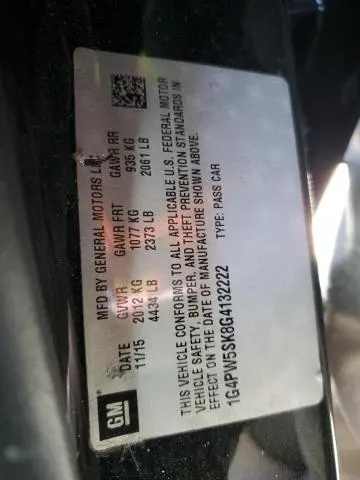 MFD BY GENERAL MOTORS LLC
DATE GVWR GAWR FRT GAWR RR
11/15 2012 KG 1077 KG 935 KG
4434 LB 2373 LB 2061 LB
THIS VEHICLE CONFORMS TO ALL APPLICABLE U.S. FEDERAL MOTOR
VEHICLE SAFETY, BUMPER, AND THEFT PREVENTION STANDARDS IN
EFFECT ON THE DATE OF MANUFACTURE SHOWN ABOVE.
1G4PW5SK8G4132222 TYPE: PASS CAR
GM